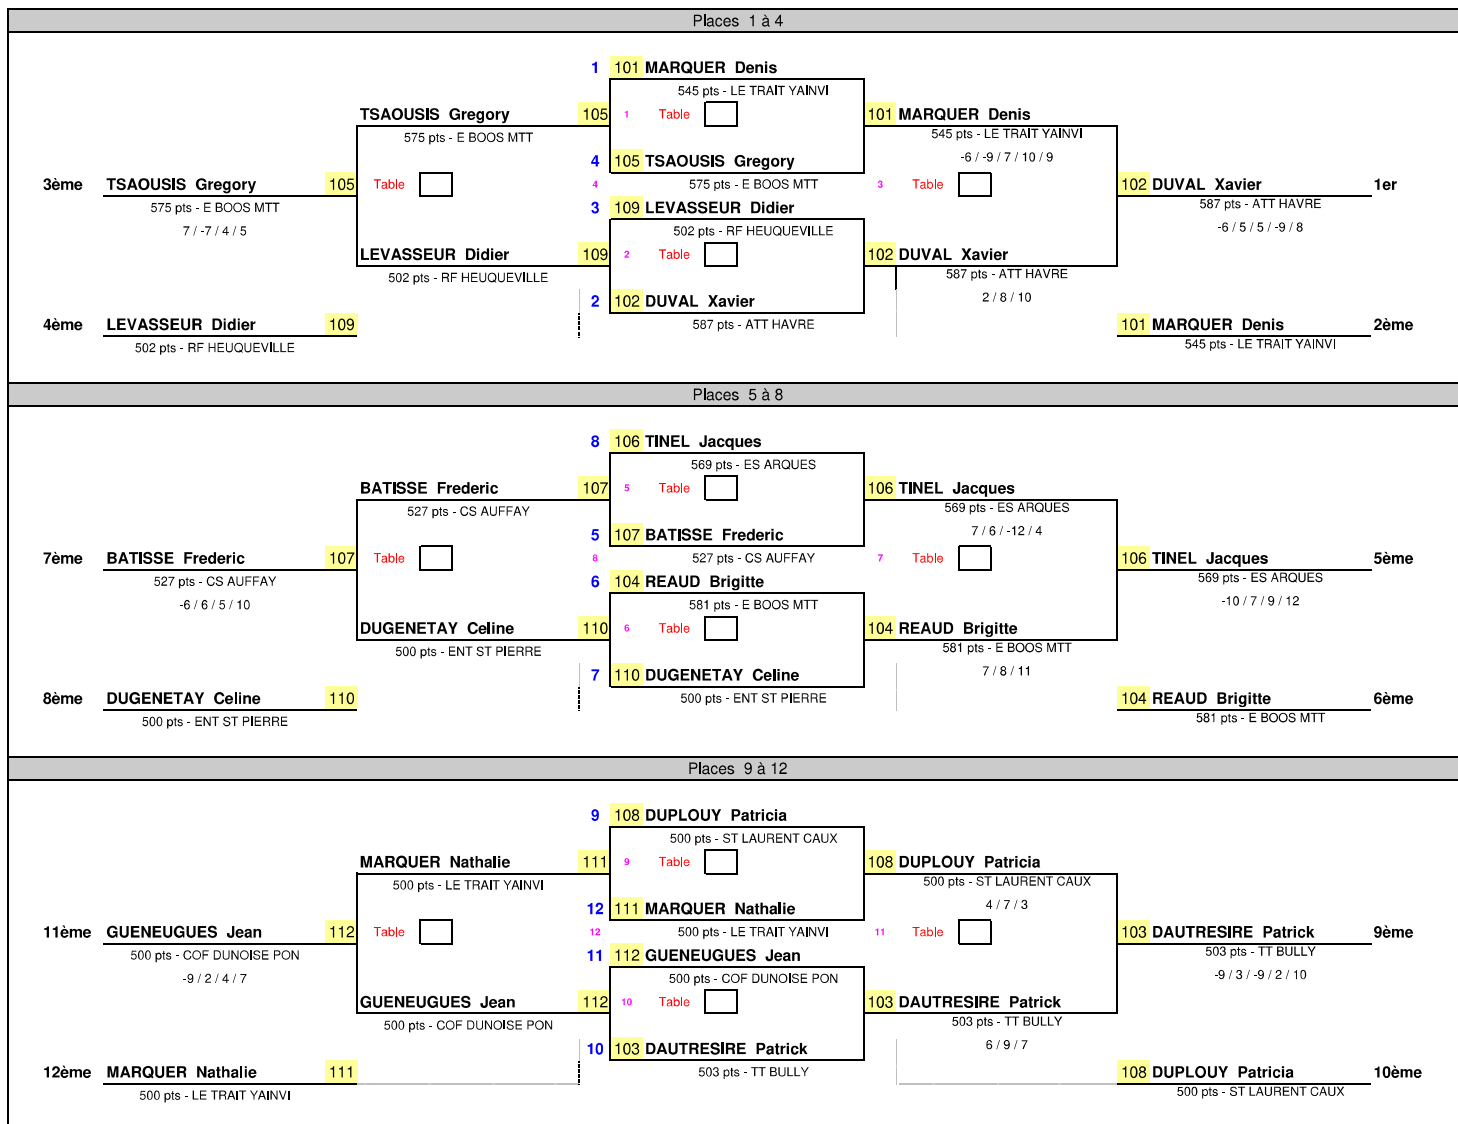 Places 1 à 4
1 101 MARQUER Denis
545 pts - LE TRAIT YAINVI
TSAOUSIS Gregory 105 1 Table 101 MARQUER Denis
575 pts - E BOOS MTT 545 pts - LE TRAIT YAINVI
-6 / -9 / 7 / 10 / 9
4 105 TSAOUSIS Gregory
3ème TSAOUSIS Gregory 105 Table 4 575 pts - E BOOS MTT 3 Table 102 DUVAL Xavier 1er
575 pts - E BOOS MTT 587 pts - ATT HAVRE
3 109 LEVASSEUR Didier
7 / -7 / 4 / 5 502 pts - RF HEUQUEVILLE -6 / 5 / 5 / -9 / 8
LEVASSEUR Didier 109 2 Table 102 DUVAL Xavier
502 pts - RF HEUQUEVILLE 587 pts - ATT HAVRE
2 102 DUVAL Xavier 2 / 8 / 10
4ème LEVASSEUR Didier 109 587 pts - ATT HAVRE 101 MARQUER Denis 2ème
502 pts - RF HEUQUEVILLE 545 pts - LE TRAIT YAINVI
Places 5 à 8
8 106 TINEL Jacques
569 pts - ES ARQUES
BATISSE Frederic 107 5 Table 106 TINEL Jacques
527 pts - CS AUFFAY 569 pts - ES ARQUES
5 107 BATISSE Frederic 7 / 6 / -12 / 4
7ème BATISSE Frederic 107 Table 8 527 pts - CS AUFFAY 7 Table 106 TINEL Jacques 5ème
527 pts - CS AUFFAY 569 pts - ES ARQUES
6 104 REAUD Brigitte
-6 / 6 / 5 / 10 581 pts - E BOOS MTT -10 / 7 / 9 / 12
DUGENETAY Celine 110 6 Table 104 REAUD Brigitte
500 pts - ENT ST PIERRE 581 pts - E BOOS MTT
7 110 DUGENETAY Celine 7 / 8 / 11
8ème DUGENETAY Celine 110 500 pts - ENT ST PIERRE 104 REAUD Brigitte 6ème
500 pts - ENT ST PIERRE 581 pts - E BOOS MTT
Places 9 à 12
9 108 DUPLOUY Patricia
500 pts - ST LAURENT CAUX
MARQUER Nathalie 111 9 Table 108 DUPLOUY Patricia
500 pts - LE TRAIT YAINVI 500 pts - ST LAURENT CAUX
12 111 MARQUER Nathalie 4 / 7 / 3
11ème GUENEUGUES Jean 112 Table 12 500 pts - LE TRAIT YAINVI 11 Table 103 DAUTRESIRE Patrick 9ème
500 pts - COF DUNOISE PON 503 pts - TT BULLY
11 112 GUENEUGUES Jean
-9 / 2 / 4 / 7 500 pts - COF DUNOISE PON -9 / 3 / -9 / 2 / 10
GUENEUGUES Jean 112 10 Table 103 DAUTRESIRE Patrick
500 pts - COF DUNOISE PON 503 pts - TT BULLY
10 103 DAUTRESIRE Patrick 6 / 9 / 7
12ème MARQUER Nathalie 111 503 pts - TT BULLY 108 DUPLOUY Patricia 10ème
500 pts - LE TRAIT YAINVI 500 pts - ST LAURENT CAUX